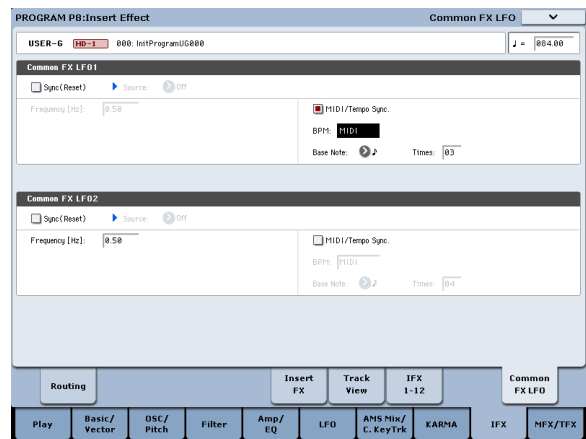 PROGRAM P8:Insert Effect Common FX LFO
USER-G HD-1 000: InitProgramUG000 ♩ = 084.00
Common FX LFO1
Sync(Reset) Source: Off
Frequency [Hz]: 0.50 MIDI/Tempo Sync.
BPM: MIDI
Base Note: ♪ Times: 03
Common FX LFO2
Sync(Reset) Source: Off
Frequency [Hz]: 0.50 MIDI/Tempo Sync.
BPM: MIDI
Base Note: ♪ Times: 04
Routing Insert FX Track View IFX 1-12 Common FX LFO
Play Basic/Vector OSC/Pitch Filter Amp/EQ LFO AMS Mix/C.KeyTrk KARMA IFX MFX/TFX